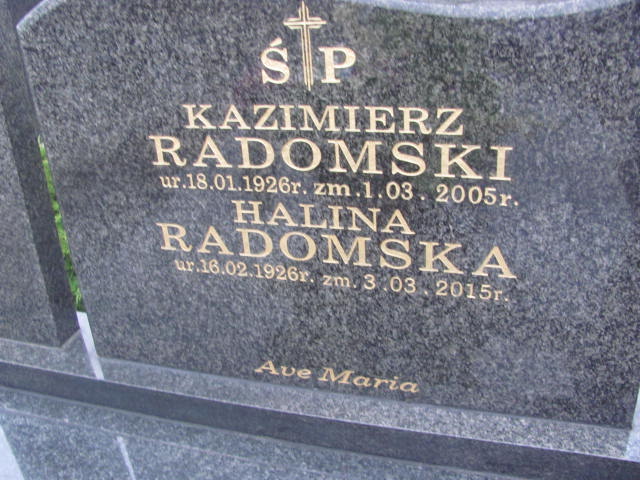 ŚP
KAZIMIERZ
RADOMSKI
ur.18.01.1926r. zm.1.03.2005r.
HALINA
RADOMSKA
ur.16.02.1926r. zm.3.03.2015r.
Ave Maria